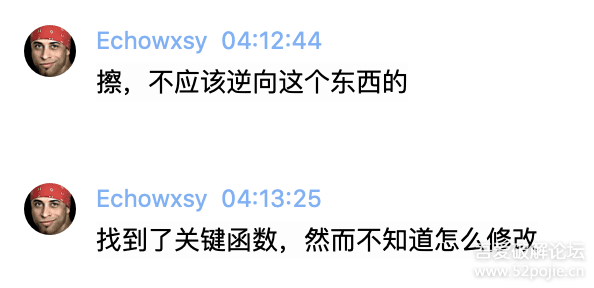 Echowxsy 04:12:44
擦，不应该逆向这个东西的
Echowxsy 04:13:25
找到了关键函数，然而不知道怎么修改
吾爱破解论坛
www.52pojie.cn